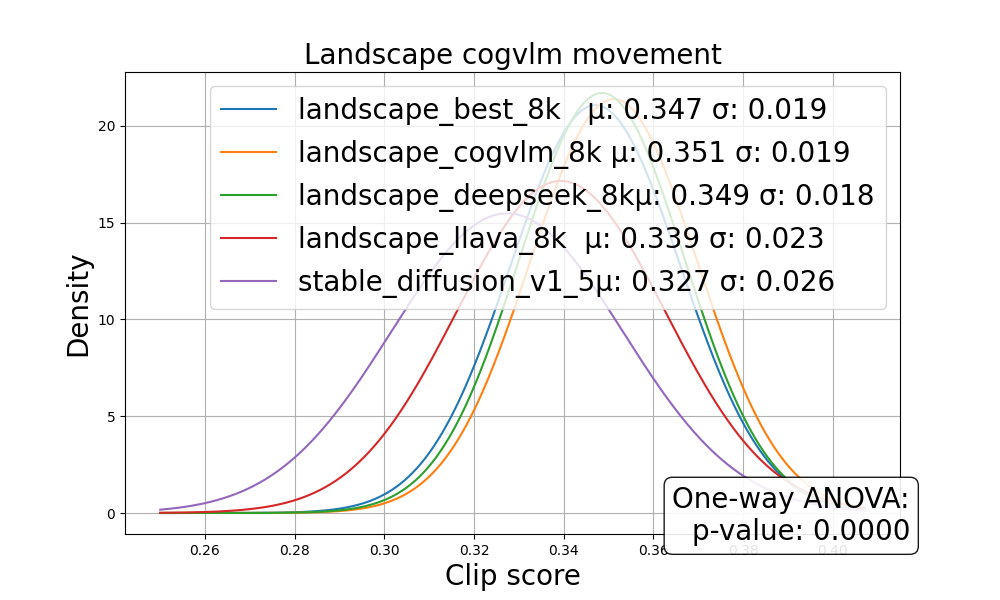 Landscape cogvlm movement
landscape_best_8k μ: 0.347 σ: 0.019
landscape_cogvlm_8k μ: 0.351 σ: 0.019
landscape_deepseek_8kμ: 0.349 σ: 0.018
landscape_llava_8k μ: 0.339 σ: 0.023
stable_diffusion_v1_5μ: 0.327 σ: 0.026
Density
20
15
10
5
0
One-way ANOVA:
p-value: 0.0000
0.26 0.28 0.30 0.32 0.34 0.36 0.38 0.40
Clip score